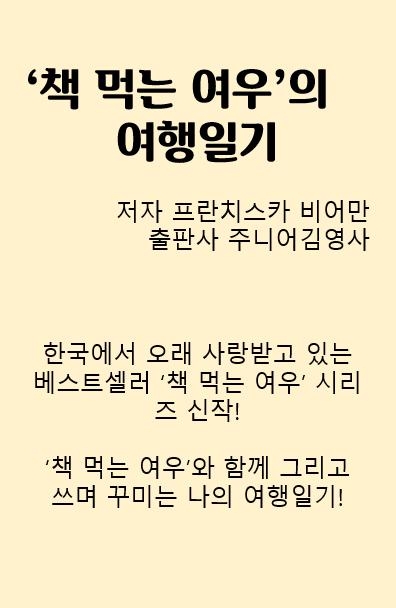 ‘책 먹는 여우’의
여행일기
저자 프란치스카 비어만
출판사 주니어김영사
한국에서 오래 사랑받고 있는
베스트셀러 ‘책 먹는 여우’ 시리
즈 신작!
‘책 먹는 여우’와 함께 그리고
쓰며 꾸미는 나의 여행일기!